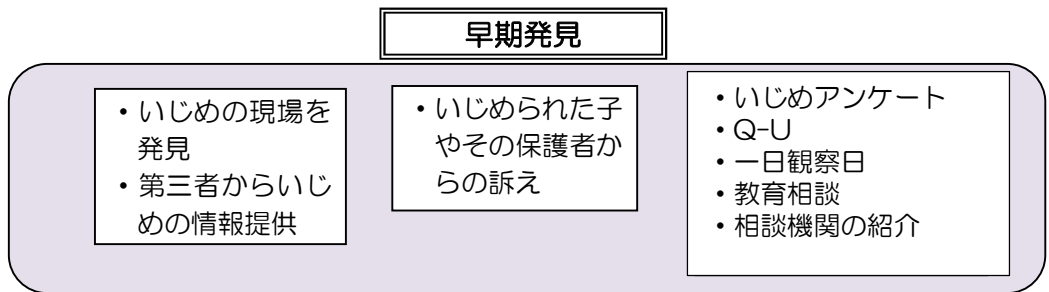 早期発見
・いじめの現場を
発見
・第三者からいじ
めの情報提供
・いじめられた子
やその保護者か
らの訴え
・いじめアンケート
・Q-U
・一日観察日
・教育相談
・相談機関の紹介